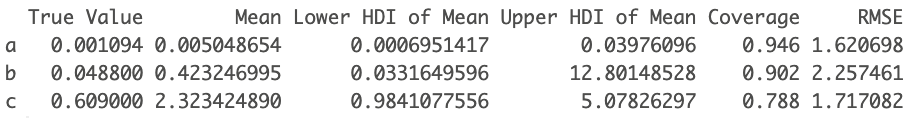 True Value Mean Lower HDI of Mean Upper HDI of Mean Coverage RMSE
a 0.001094 0.005048654 0.0006951417 0.03976096 0.946 1.620698
b 0.048800 0.423246995 0.0331649596 12.80148528 0.902 2.257461
c 0.609000 2.323424890 0.9841077556 5.07826297 0.788 1.717082